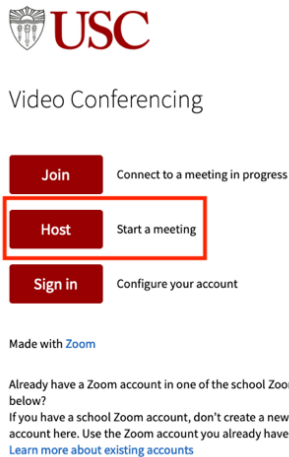 USC
Video Conferencing
Join Connect to a meeting in progress
Host Start a meeting
Sign in Configure your account
Made with Zoom
Already have a Zoom account in one of the school Zoo
below?
If you have a school Zoom account, don't create a new
account here. Use the Zoom account you already have
Learn more about existing accounts